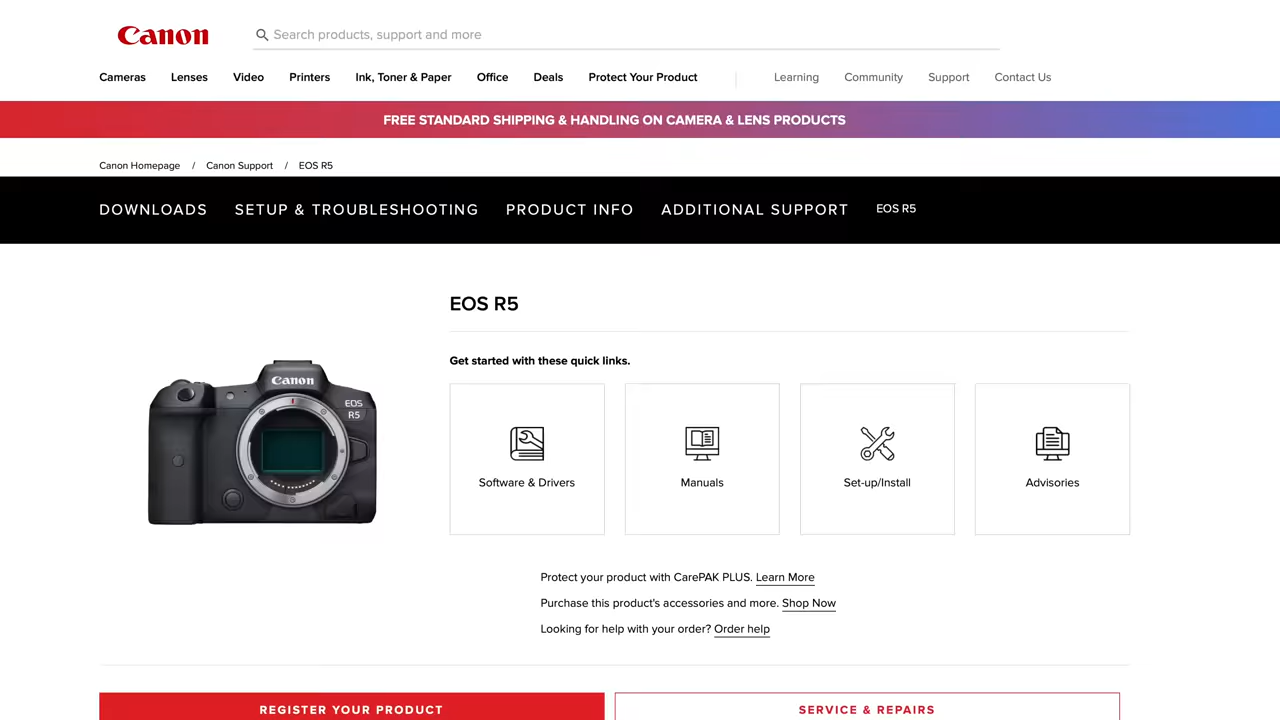 Canon
Search products, support and more
Cameras Lenses Video Printers Ink, Toner & Paper Office Deals Protect Your Product Learning Community Support Contact Us
FREE STANDARD SHIPPING & HANDLING ON CAMERA & LENS PRODUCTS
Canon Homepage / Canon Support / EOS R5
DOWNLOADS SETUP & TROUBLESHOOTING PRODUCT INFO ADDITIONAL SUPPORT EOS R5
EOS R5
Get started with these quick links.
Canon
EOS
R5
Software & Drivers Manuals Set-up/Install Advisories
Protect your product with CarePAK PLUS. Learn More
Purchase this product's accessories and more. Shop Now
Looking for help with your order? Order help
REGISTER YOUR PRODUCT SERVICE & REPAIRS